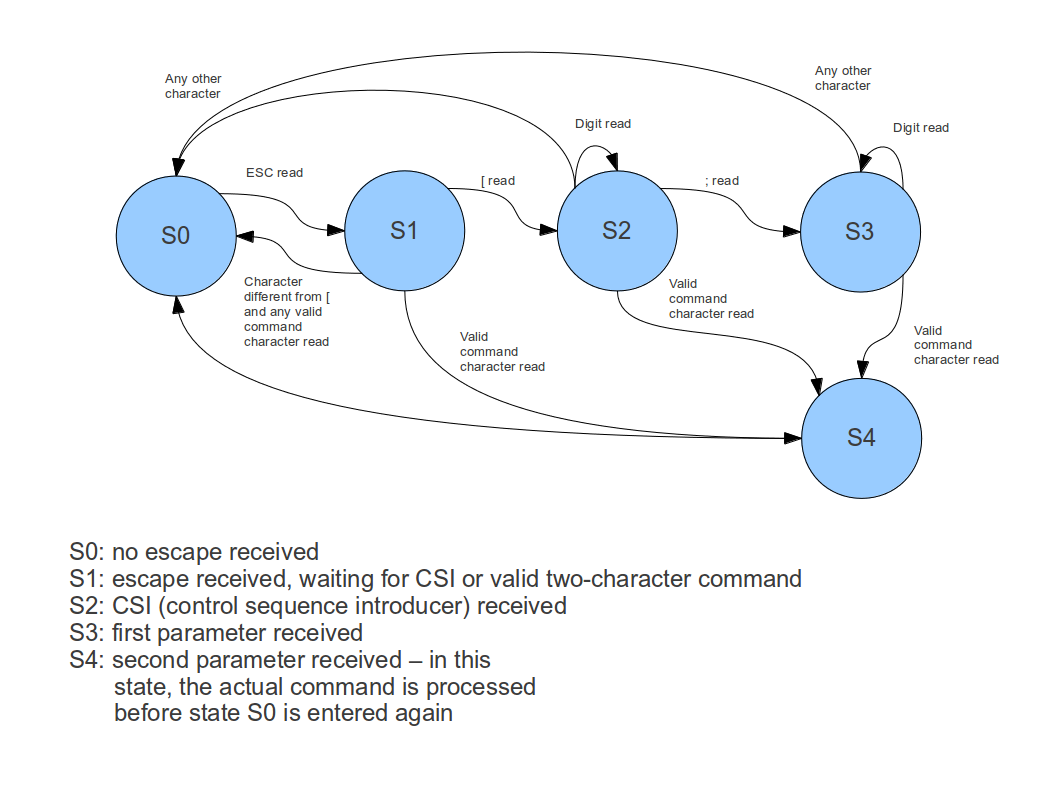 Any other
character
Any other
character
Digit read
Digit read
ESC read
[ read
; read
S0
S1
S2
S3
Character
different from [
and any valid
command
character read
Valid
command
character read
Valid
command
character read
Valid
command
character read
S4
S0: no escape received
S1: escape received, waiting for CSI or valid two-character command
S2: CSI (control sequence introducer) received
S3: first parameter received
S4: second parameter received – in this
state, the actual command is processed
before state S0 is entered again